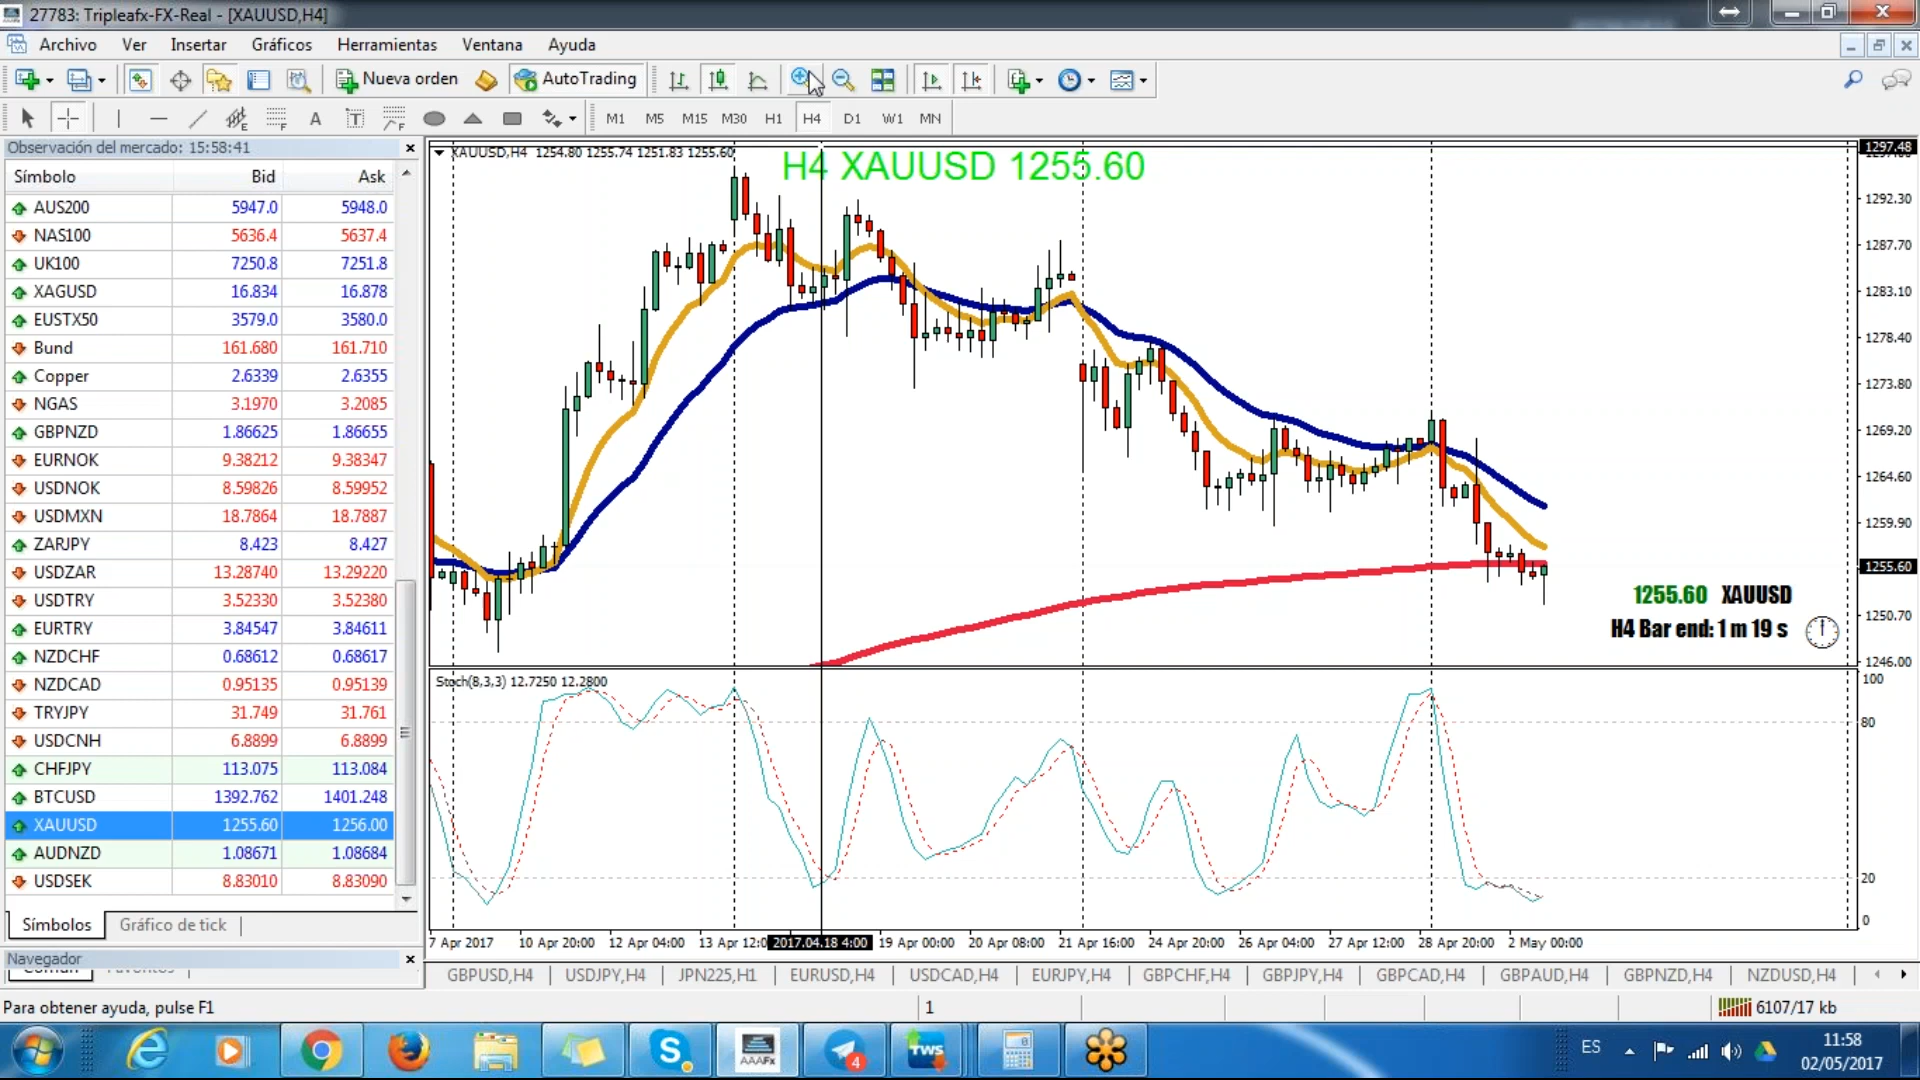 27783: Tripleafx-FX-Real - [XAUUSD,H4]
Archivo Ver Insertar Gráficos Herramientas Ventana Ayuda
Nueva orden AutoTrading
A T F F M1 M5 M15 M30 H1 H4 D1 W1 MN
Observación del mercado: 15:58:41
Símbolo Bid Ask
AUS200 5947.0 5948.0
NAS100 5636.4 5637.4
UK100 7250.8 7251.8
XAGUSD 16.834 16.878
EUSTX50 3579.0 3580.0
Bund 161.680 161.710
Copper 2.6339 2.6355
NGAS 3.1970 3.2085
GBPNZD 1.86625 1.86655
EURNOK 9.38212 9.38347
USDNOK 8.59826 8.59952
USDMXN 18.7864 18.7887
ZARJPY 8.423 8.427
USDZAR 13.28740 13.29220
USDTRY 3.52330 3.52380
EURTRY 3.84547 3.84611
NZDCHF 0.68612 0.68617
NZDCAD 0.95135 0.95139
TRYJPY 31.749 31.761
USDCNH 6.8899 6.8899
CHFJPY 113.075 113.084
BTCUSD 1392.762 1401.248
XAUUSD 1255.60 1256.00
AUDNZD 1.08671 1.08684
USDSEK 8.83010 8.83090
Símbolos Gráfico de tick
Navegador
XAUUSD,H4 1254.80 1255.74 1251.83 1255.60
H4 XAUUSD 1255.60
1297.48
1292.30
1287.70
1283.10
1278.40
1273.80
1269.20
1264.60
1259.90
1255.60
1250.70
1246.00
1255.60 XAUUSD
H4 Bar end: 1 m 19 s
Stoch(8,3,3) 12.7250 12.2800
100
80
20
0
7 Apr 2017 10 Apr 20:00 12 Apr 04:00 13 Apr 12:0 2017.04.18 4:00 19 Apr 00:00 20 Apr 08:00 21 Apr 16:00 24 Apr 20:00 26 Apr 04:00 27 Apr 12:00 28 Apr 20:00 2 May 00:00
GBPUSD,H4 USDJPY,H4 JPN225,H1 EURUSD,H4 USDCAD,H4 EURJPY,H4 GBPCHF,H4 GBPJPY,H4 GBPCAD,H4 GBPAUD,H4 GBPNZD,H4 NZDUSD,H4
Para obtener ayuda, pulse F1 1 6107/17 kb
AAAFx 4 TWS ES 11:58
02/05/2017